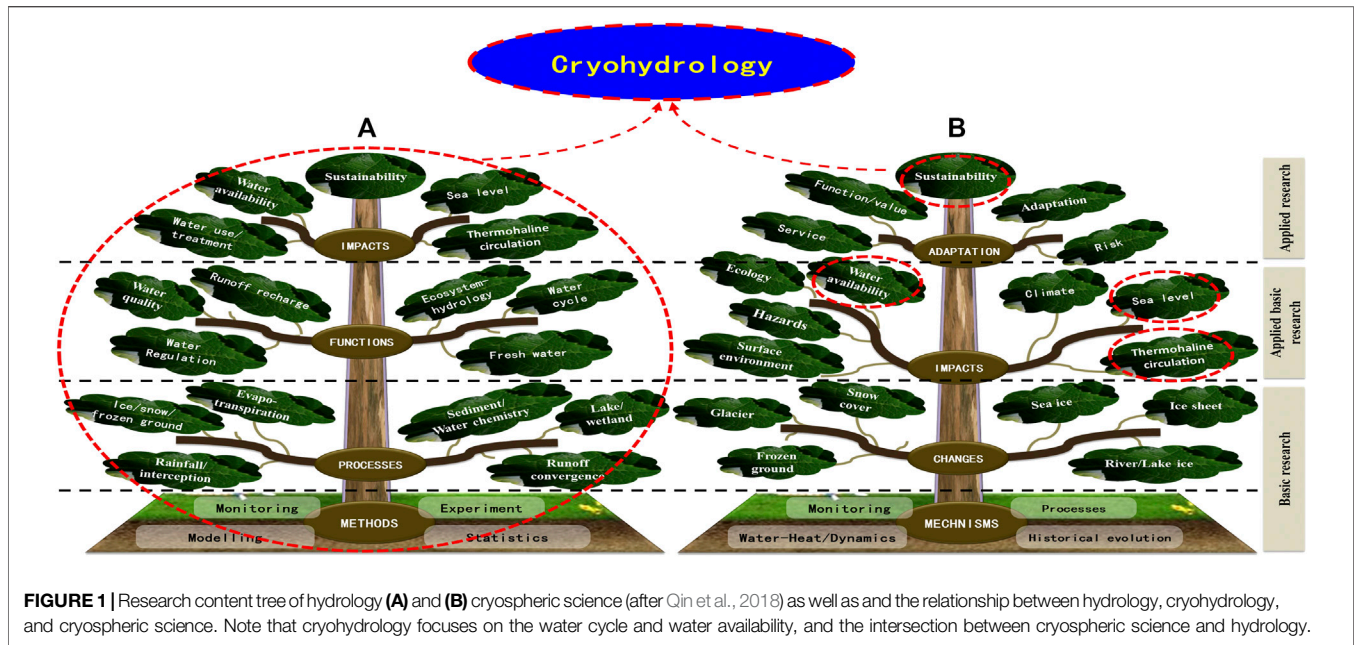 Cryohydrology
A
B
Sustainability
Water
availability
Sea level
Water use/
treatment
IMPACTS
Thermohaline
circulation
Water
quality
Runoff recharge
Ecosystem-
hydrology
Water
cycle
FUNCTIONS
Water
Regulation
Fresh water
Ice/snow/
frozen ground
Evapo-
transpiration
Sediment/
Water chemistry
Lake/
wetland
Rainfall/
interception
PROCESSES
Runoff
convergence
Monitoring
Experiment
METHODS
Modelling
Statistics
Sustainability
Function/value
Adaptation
Service
ADAPTATION
Risk
Ecology
Water
availability
Climate
Sea level
Hazards
Surface
environment
IMPACTS
Thermohaline
circulation
Glacier
Snow
cover
Sea ice
Ice sheet
Frozen
ground
CHANGES
River/Lake ice
Monitoring
Processes
MECHNISMS
Water-Heat/Dynamics
Historical evolution
Applied research
Applied basic
research
Basic research
FIGURE 1 | Research content tree of hydrology (A) and (B) cryospheric science (after Qin et al., 2018) as well as and the relationship between hydrology, cryohydrology,
and cryospheric science. Note that cryohydrology focuses on the water cycle and water availability, and the intersection between cryospheric science and hydrology.